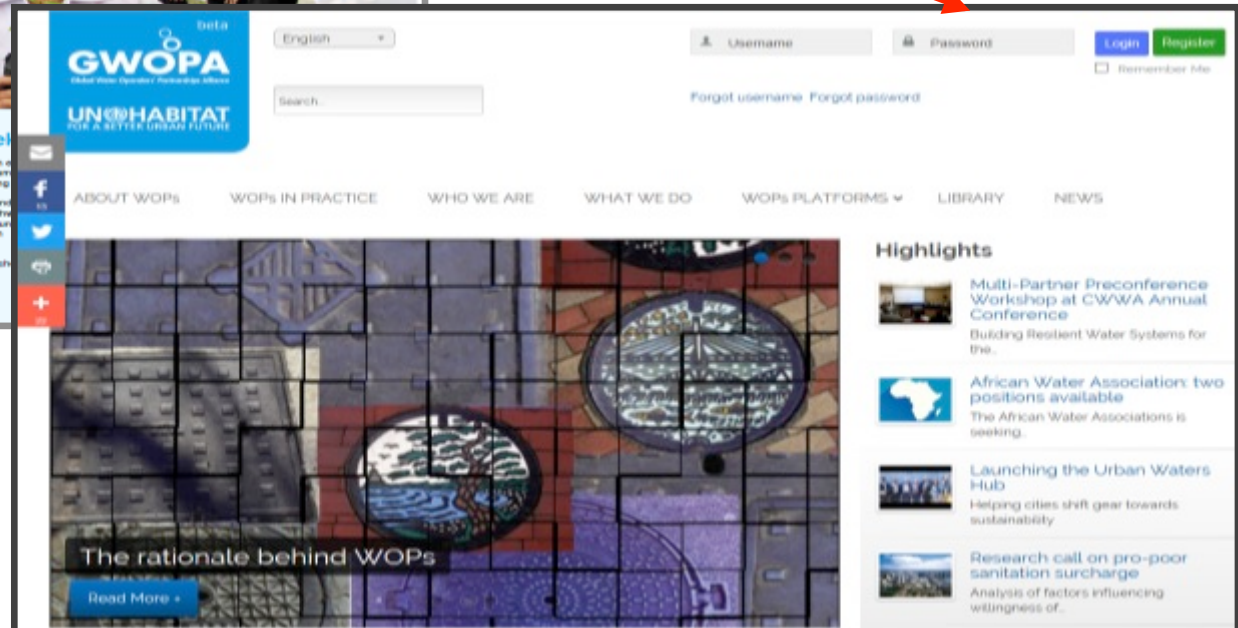 beta
GWOPA
Global Water Operators' Partnerships Alliance
UN HABITAT
FOR A BETTER URBAN FUTURE
English
Search...
Username
Password
Login
Register
Remember Me
Forgot username Forgot password
ABOUT WOPs
WOPs IN PRACTICE
WHO WE ARE
WHAT WE DO
WOPs PLATFORMS
LIBRARY
NEWS
The rationale behind WOPs
Read More +
Highlights
Multi-Partner Preconference
Workshop at CWWA Annual
Conference
Building Resilient Water Systems for
the..
African Water Association: two
positions available
The African Water Associations is
seeking..
Launching the Urban Waters
Hub
Helping cities shift gear towards
sustainability
Research call on pro-poor
sanitation surcharge
Analysis of factors influencing
willingness of..